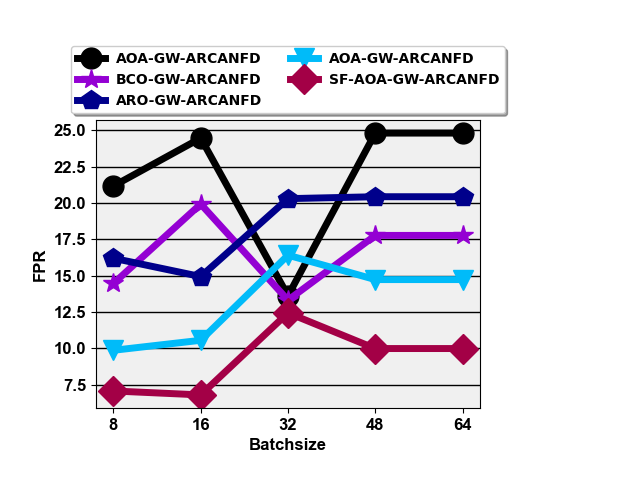 AOA-GW-ARCANFD
BCO-GW-ARCANFD
ARO-GW-ARCANFD
AOA-GW-ARCANFD
SF-AOA-GW-ARCANFD
25.0
22.5
20.0
17.5
15.0
12.5
10.0
7.5
FPR
8 16 32 48 64
Batchsize